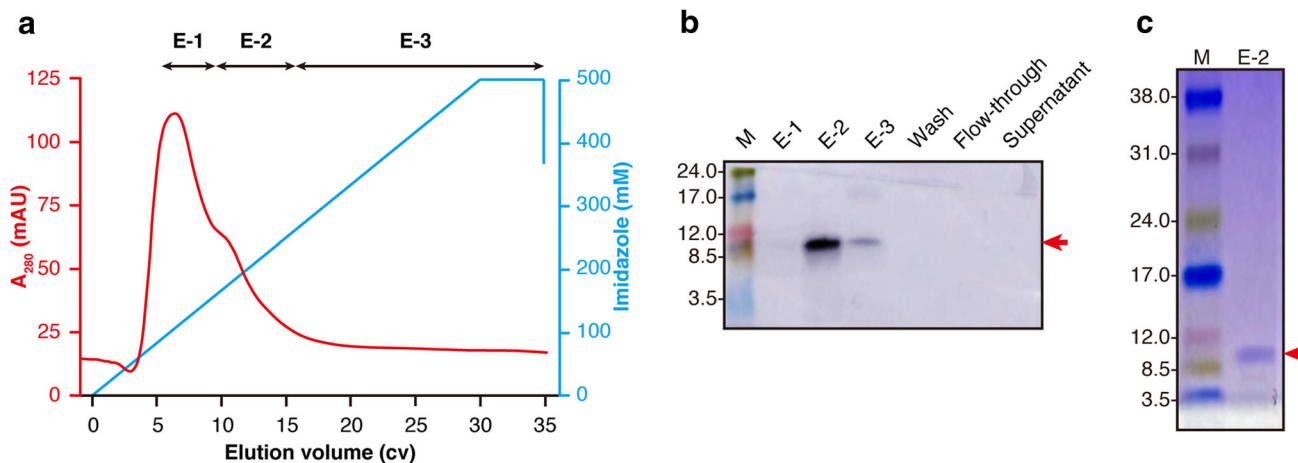 a
E-1 E-2 E-3
125
100
75
50
25
0
A280 (mAU)
500
400
300
200
100
0
Imidazole (mM)
0 5 10 15 20 25 30 35
Elution volume (cv)
b
M E-1 E-2 E-3 Wash Flow-through Supernatant
24.0
17.0
12.0
8.5
3.5
c
M E-2
38.0
31.0
24.0
17.0
12.0
8.5
3.5